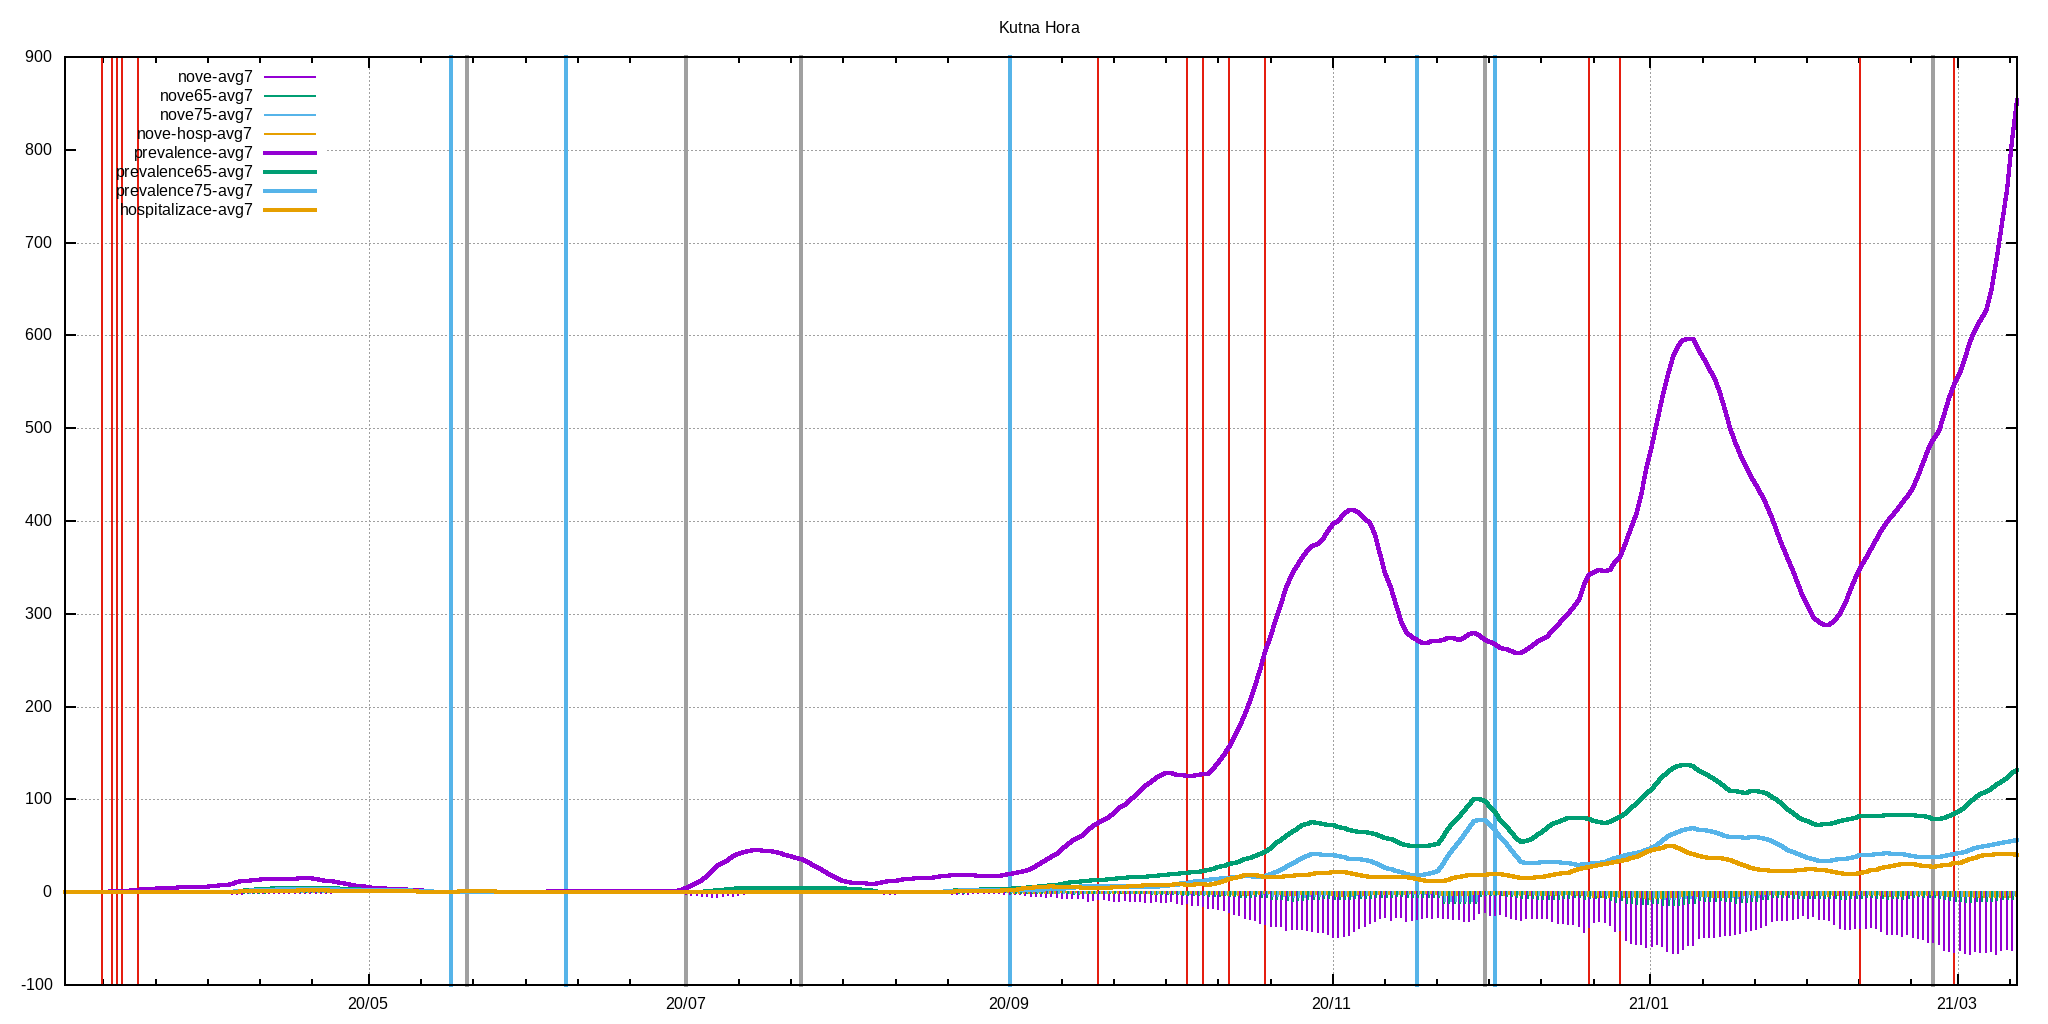 Kutna Hora
900
800
700
600
500
400
300
200
100
0
-100
nove-avg7
nove65-avg7
nove75-avg7
nove-hosp-avg7
prevalence-avg7
prevalence65-avg7
prevalence75-avg7
hospitalizace-avg7
20/05
20/07
20/09
20/11
21/01
21/03